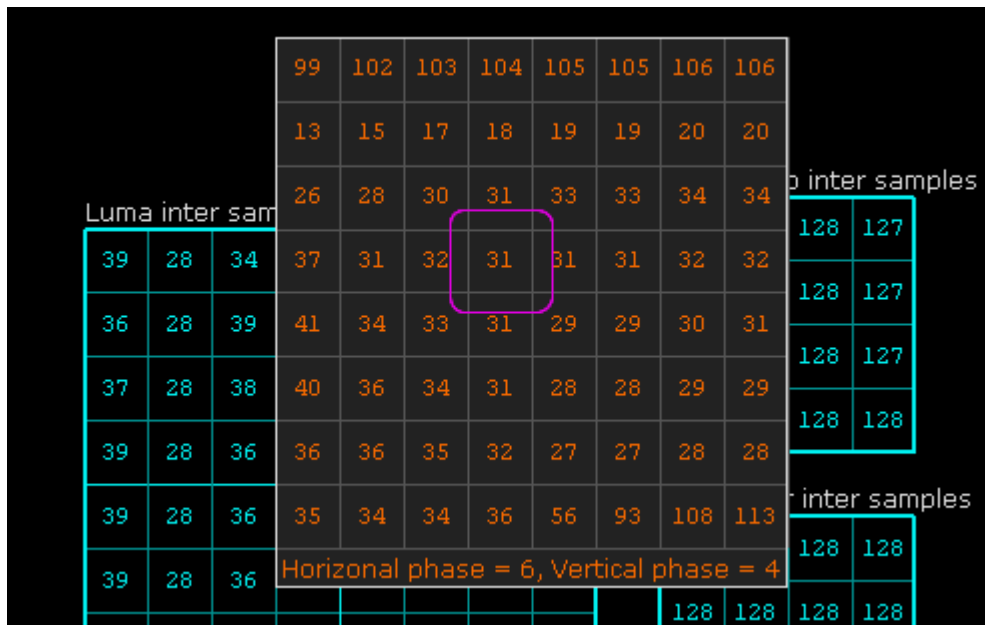 99 102 103 104 105 105 106 106
13 15 17 18 19 19 20 20
26 28 30 31 33 33 34 34
37 31 32 31 31 31 32 32
41 34 33 31 29 29 30 31
40 36 34 31 28 28 29 29
36 36 35 32 27 27 28 28
35 34 34 36 56 93 108 113
Horizonal phase = 6, Vertical phase = 4
Luma inter sam
39 28 34
36 28 39
37 28 38
39 28 36
39 28 36
39 28 36
inter samples
128 127
128 127
128 127
128 128
inter samples
128 128
128 128 128 128